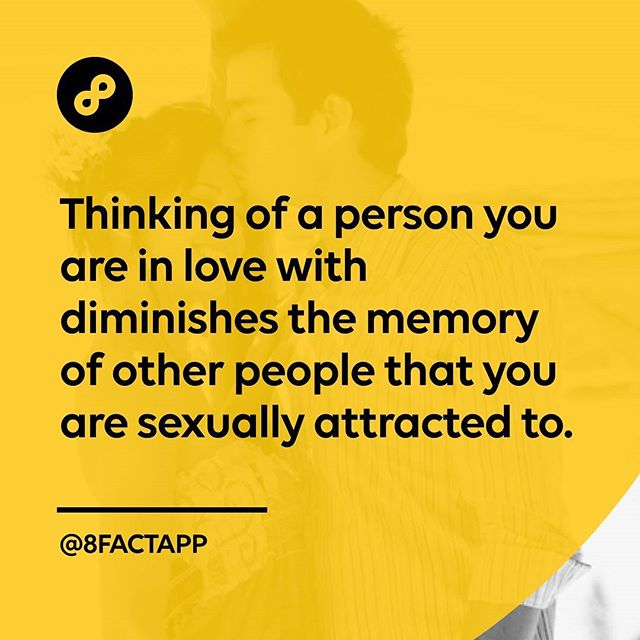 Thinking of a person you
are in love with
diminishes the memory
of other people that you
are sexually attracted to.
@8FACTAPP